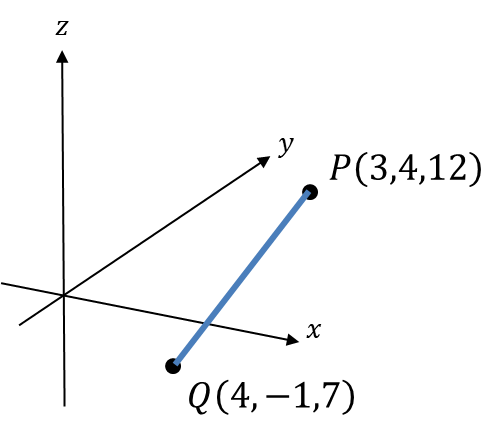 z
y
P(3,4,12)
x
Q(4,−1,7)